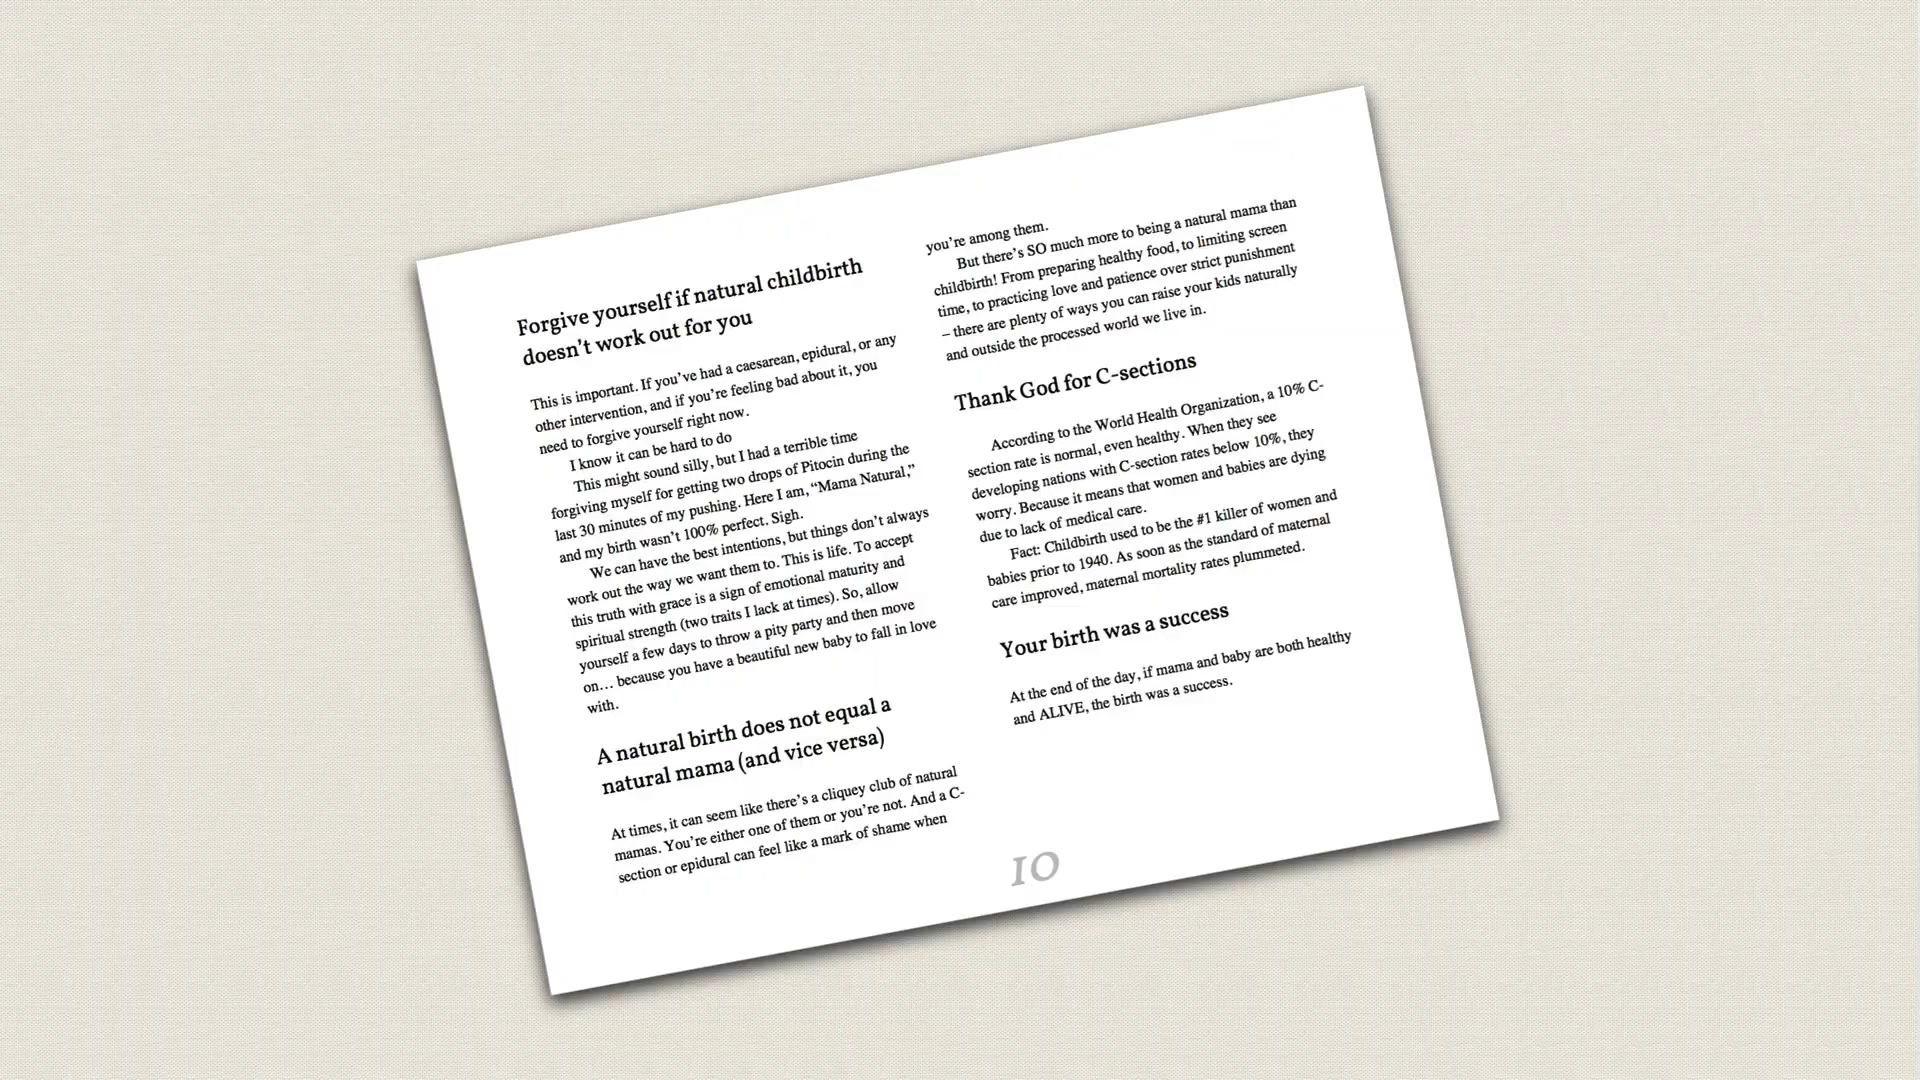 Forgive yourself if natural childbirth
doesn't work out for you
This is important. If you've had a caesarean, epidural, or any
other intervention, and if you're feeling bad about it, you
need to forgive yourself right now.
I know it can be hard to do
This might sound silly, but I had a terrible time
forgiving myself for getting two drops of Pitocin during the
last 30 minutes of my pushing. Here I am, “Mama Natural,”
and my birth wasn't 100% perfect. Sigh.
We can have the best intentions, but things don't always
work out the way we want them to. This is life. To accept
this truth with grace is a sign of emotional maturity and
spiritual strength (two traits I lack at times). So, allow
yourself a few days to throw a pity party and then move
on… because you have a beautiful new baby to fall in love
with.
A natural birth does not equal a
natural mama (and vice versa)
At times, it can seem like there's a cliquey club of natural
mamas. You're either one of them or you're not. And a C-
section or epidural can feel like a mark of shame when
you're among them.
But there's SO much more to being a natural mama than
childbirth! From preparing healthy food, to limiting screen
time, to practicing love and patience over strict punishment
– there are plenty of ways you can raise your kids naturally
and outside the processed world we live in.
Thank God for C-sections
According to the World Health Organization, a 10% C-
section rate is normal, even healthy. When they see
developing nations with C-section rates below 10%, they
worry. Because it means that women and babies are dying
due to lack of medical care.
Fact: Childbirth used to be the #1 killer of women and
babies prior to 1940. As soon as the standard of maternal
care improved, maternal mortality rates plummeted.
Your birth was a success
At the end of the day, if mama and baby are both healthy
and ALIVE, the birth was a success.
10